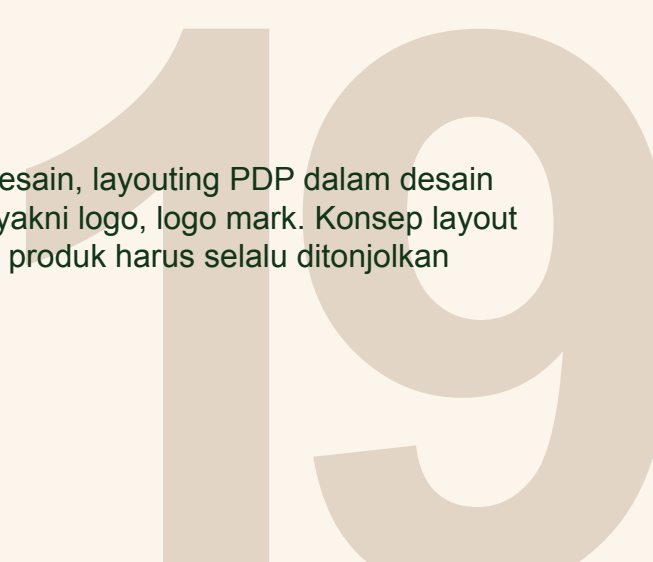 19
esain, layouting PDP dalam desain
yakni logo, logo mark. Konsep layout
produk harus selalu ditonjolkan